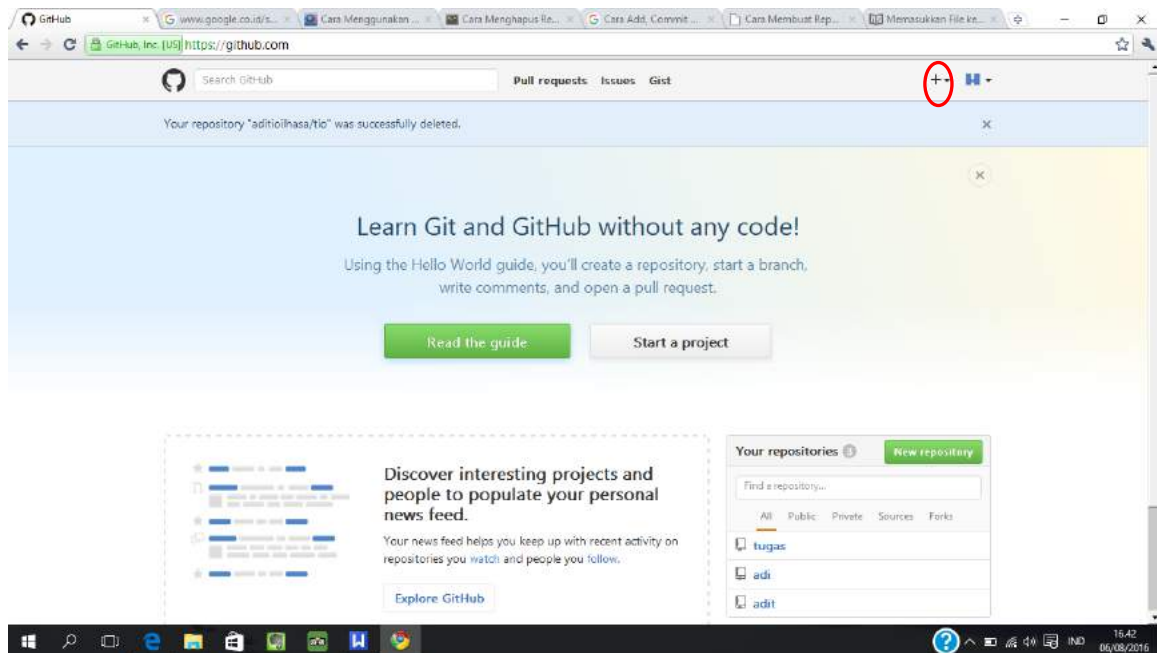 GitHub
www.google.co.id/s...
Cara Menggunakan ...
Cara Menghapus Re...
Cara Add, Commit ...
Cara Membuat Rep...
Memasukkan File ke...
GitHub, Inc. [US] https://github.com
Search GitHub
Pull requests Issues Gist
Your repository "aditioilhasa/tio" was successfully deleted.
Learn Git and GitHub without any code!
Using the Hello World guide, you'll create a repository, start a branch,
write comments, and open a pull request.
Read the guide
Start a project
Discover interesting projects and
people to populate your personal
news feed.
Your news feed helps you keep up with recent activity on
repositories you watch and people you follow.
Explore GitHub
Your repositories 3
New repository
Find a repository...
All Public Private Sources Forks
tugas
adi
adit
IND
16.42
06/08/2016